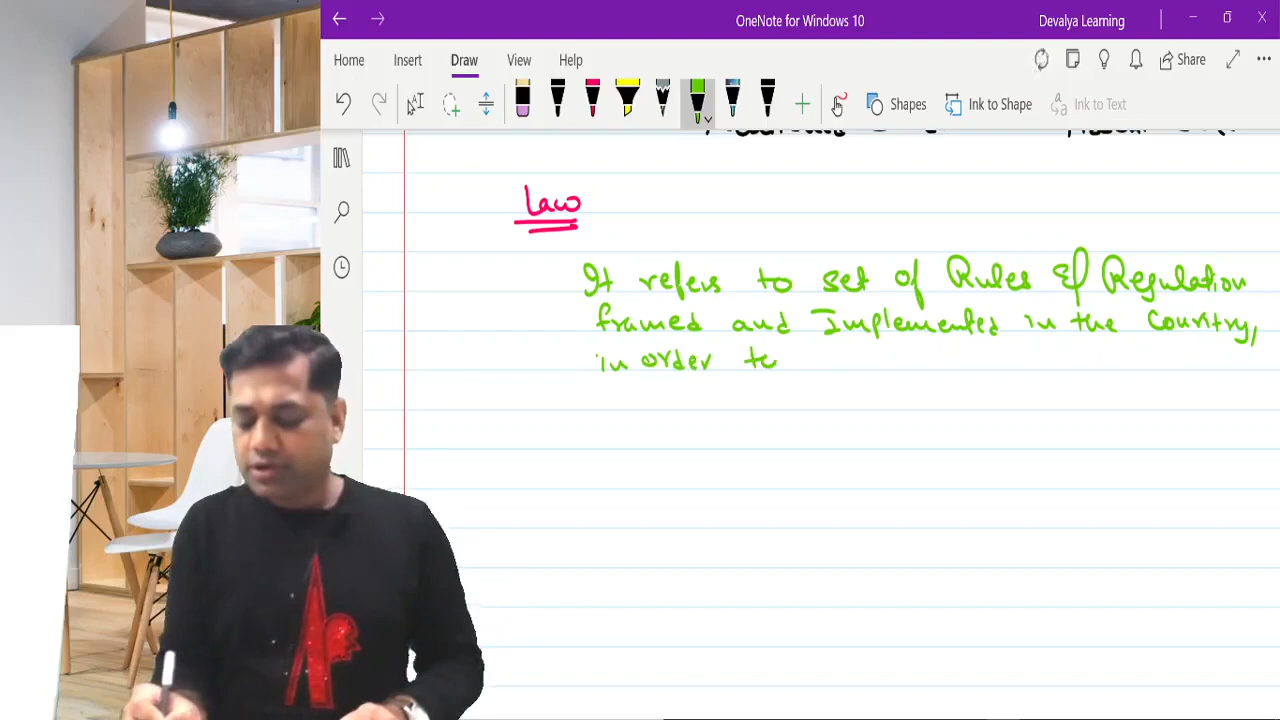 OneNote for Windows 10
Devalya Learning
Home
Insert
Draw
View
Help
Share
Shapes
Ink to Shape
Ink to Text
Law
It refers to set of Rules & Regulation
framed and Implemented in the Country,
in order to